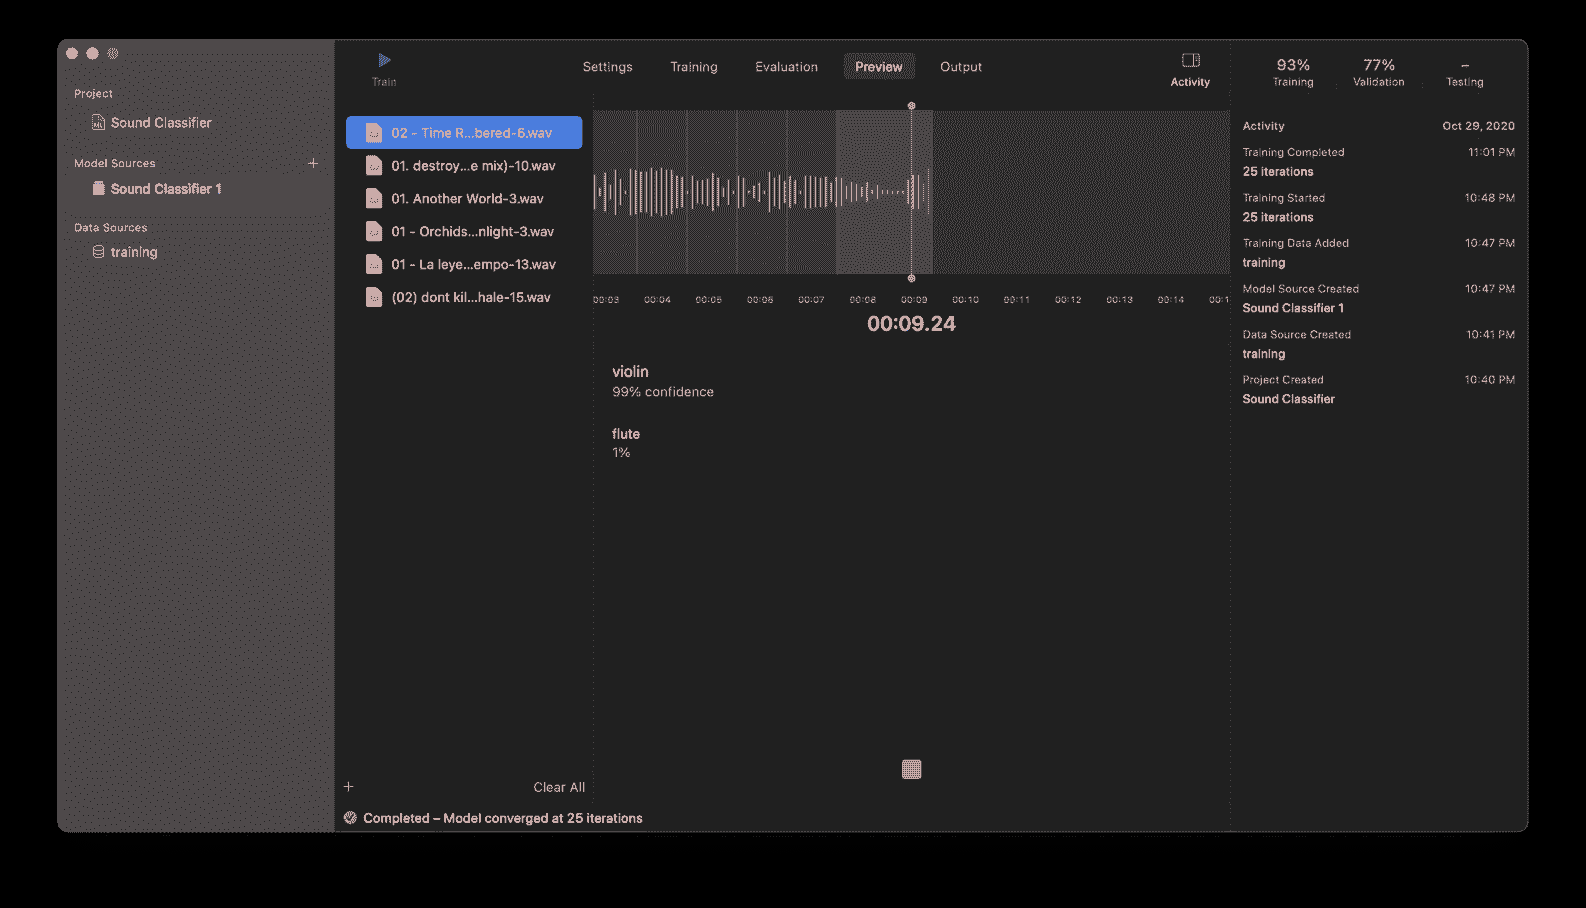 Project
Sound Classifier
Model Sources
+
Sound Classifier 1
Data Sources
training
Train
Settings
Training
Evaluation
Preview
Output
Activity
93%
Training
77%
Validation
–
Testing
02 - Time R...bered-6.wav
01. destroy...e mix)-10.wav
01. Another World-3.wav
01 - Orchids...nlight-3.wav
01 - La leye...empo-13.wav
(02) dont kil...hale-15.wav
+
Clear All
00:03 00:04 00:05 00:06 00:07 00:08 00:09 00:10 00:11 00:12 00:13 00:14 00:1
00:09.24
violin
99% confidence
flute
1%
Completed – Model converged at 25 iterations
Activity Oct 29, 2020
Training Completed 11:01 PM
25 iterations
Training Started 10:48 PM
25 iterations
Training Data Added 10:47 PM
training
Model Source Created 10:47 PM
Sound Classifier 1
Data Source Created 10:41 PM
training
Project Created 10:40 PM
Sound Classifier